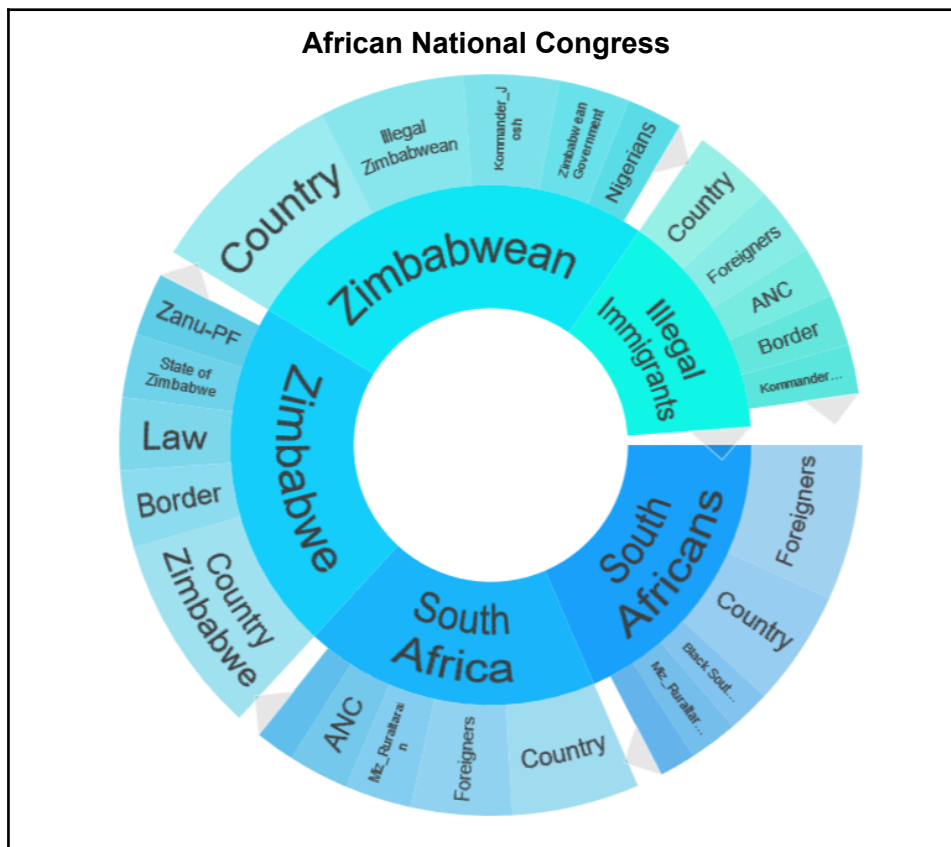 African National Congress
Zimbabwean
Country
Illegal
Zimbabwean
Kommander_J
osh
Zimbabwean
Government
Nigerians
Illegal
Immigrants
Country
Foreigners
ANC
Border
Kommander...
South
Africans
Foreigners
Country
Black Sout...
Miz_Ruraltar...
South
Africa
Country
Foreigners
Miz_Ruraltarai
n
ANC
Zimbabwe
Country
Zimbabwe
Border
Law
State of
Zimbabwe
Zanu-PF